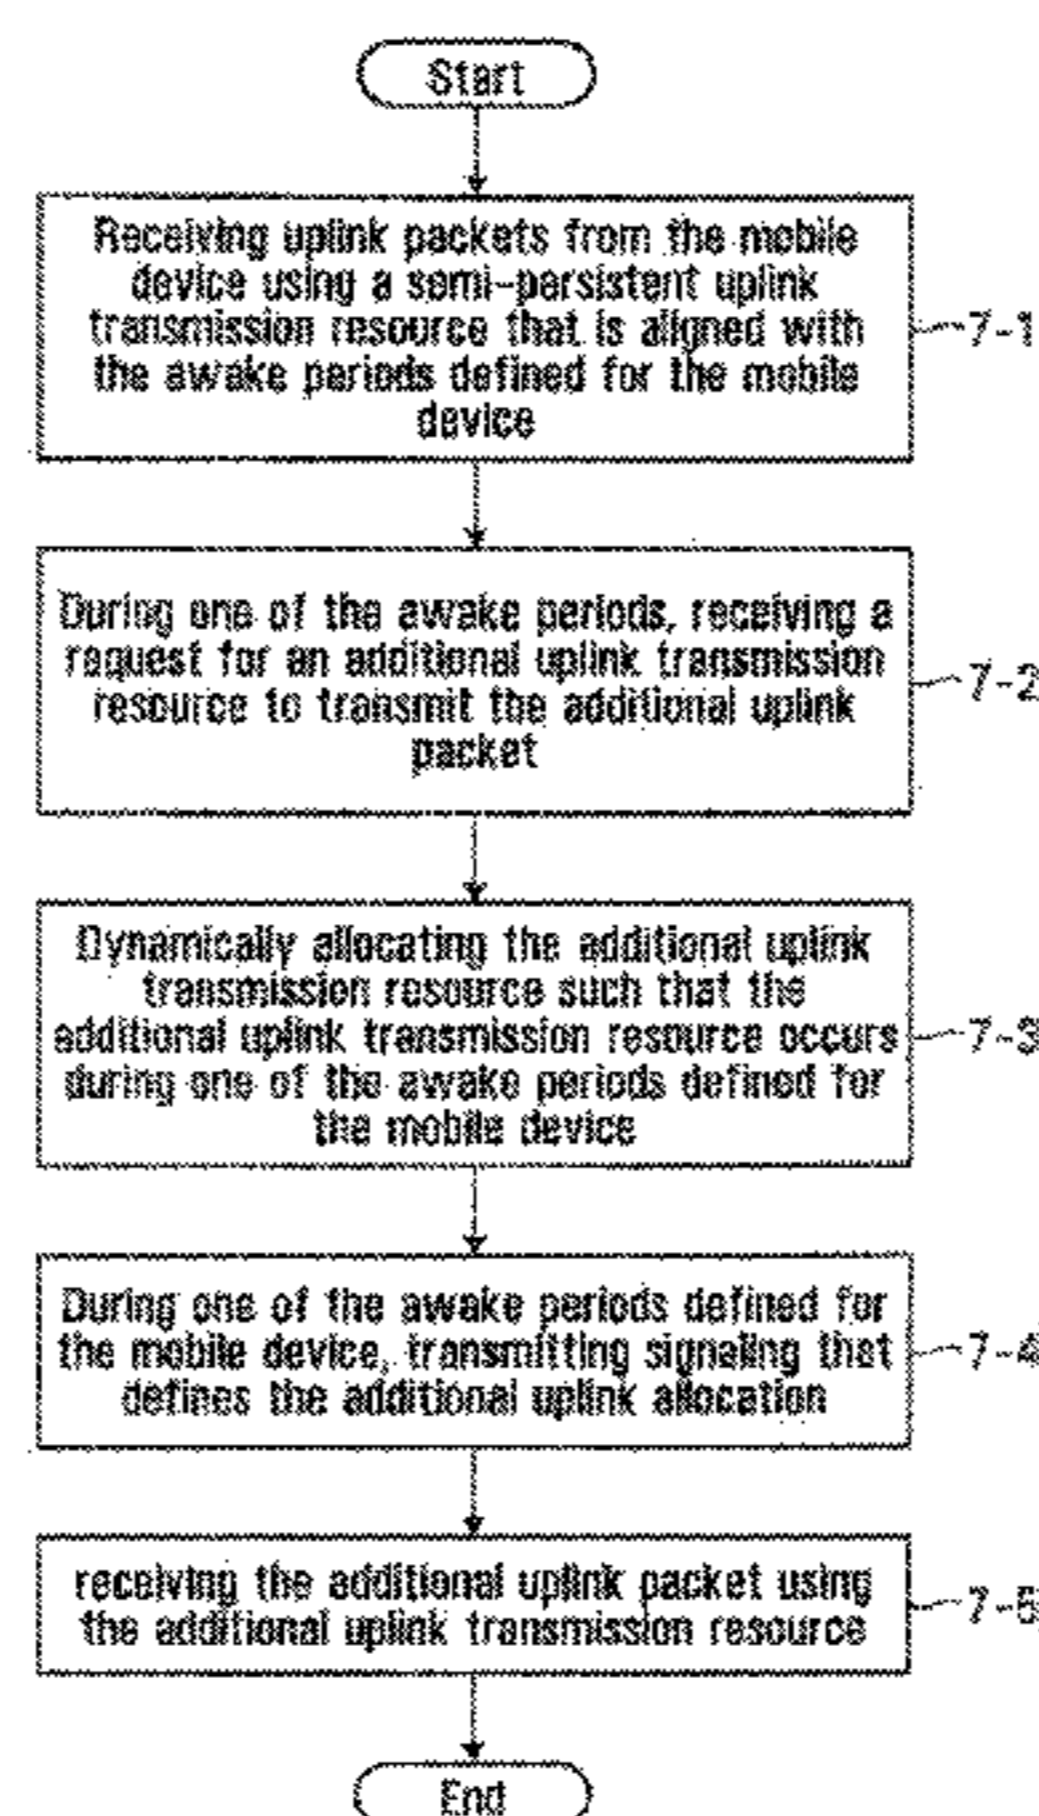 Start
Receiving uplink packets from the mobile
device using a semi-persistent uplink
transmission resource that is aligned with
the awake periods defined for the mobile
device
7-1
During one of the awake periods, receiving a
request for an additional uplink transmission
resource to transmit the additional uplink
packet
7-2
Dynamically allocating the additional uplink
transmission resource such that the
additional uplink transmission resource occurs
during one of the awake periods defined for
the mobile device
7-3
During one of the awake periods defined for
the mobile device, transmitting signaling that
defines the additional uplink allocation
7-4
receiving the additional uplink packet using
the additional uplink transmission resource
7-5
End